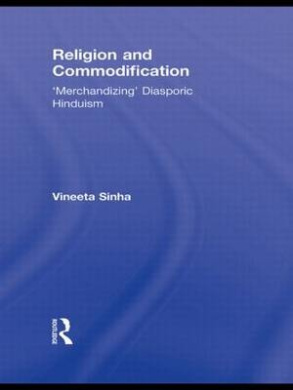 Religion and
Commodification
‘Merchandizing’ Diasporic
Hinduism
Vineeta Sinha
ROUTLEDGE